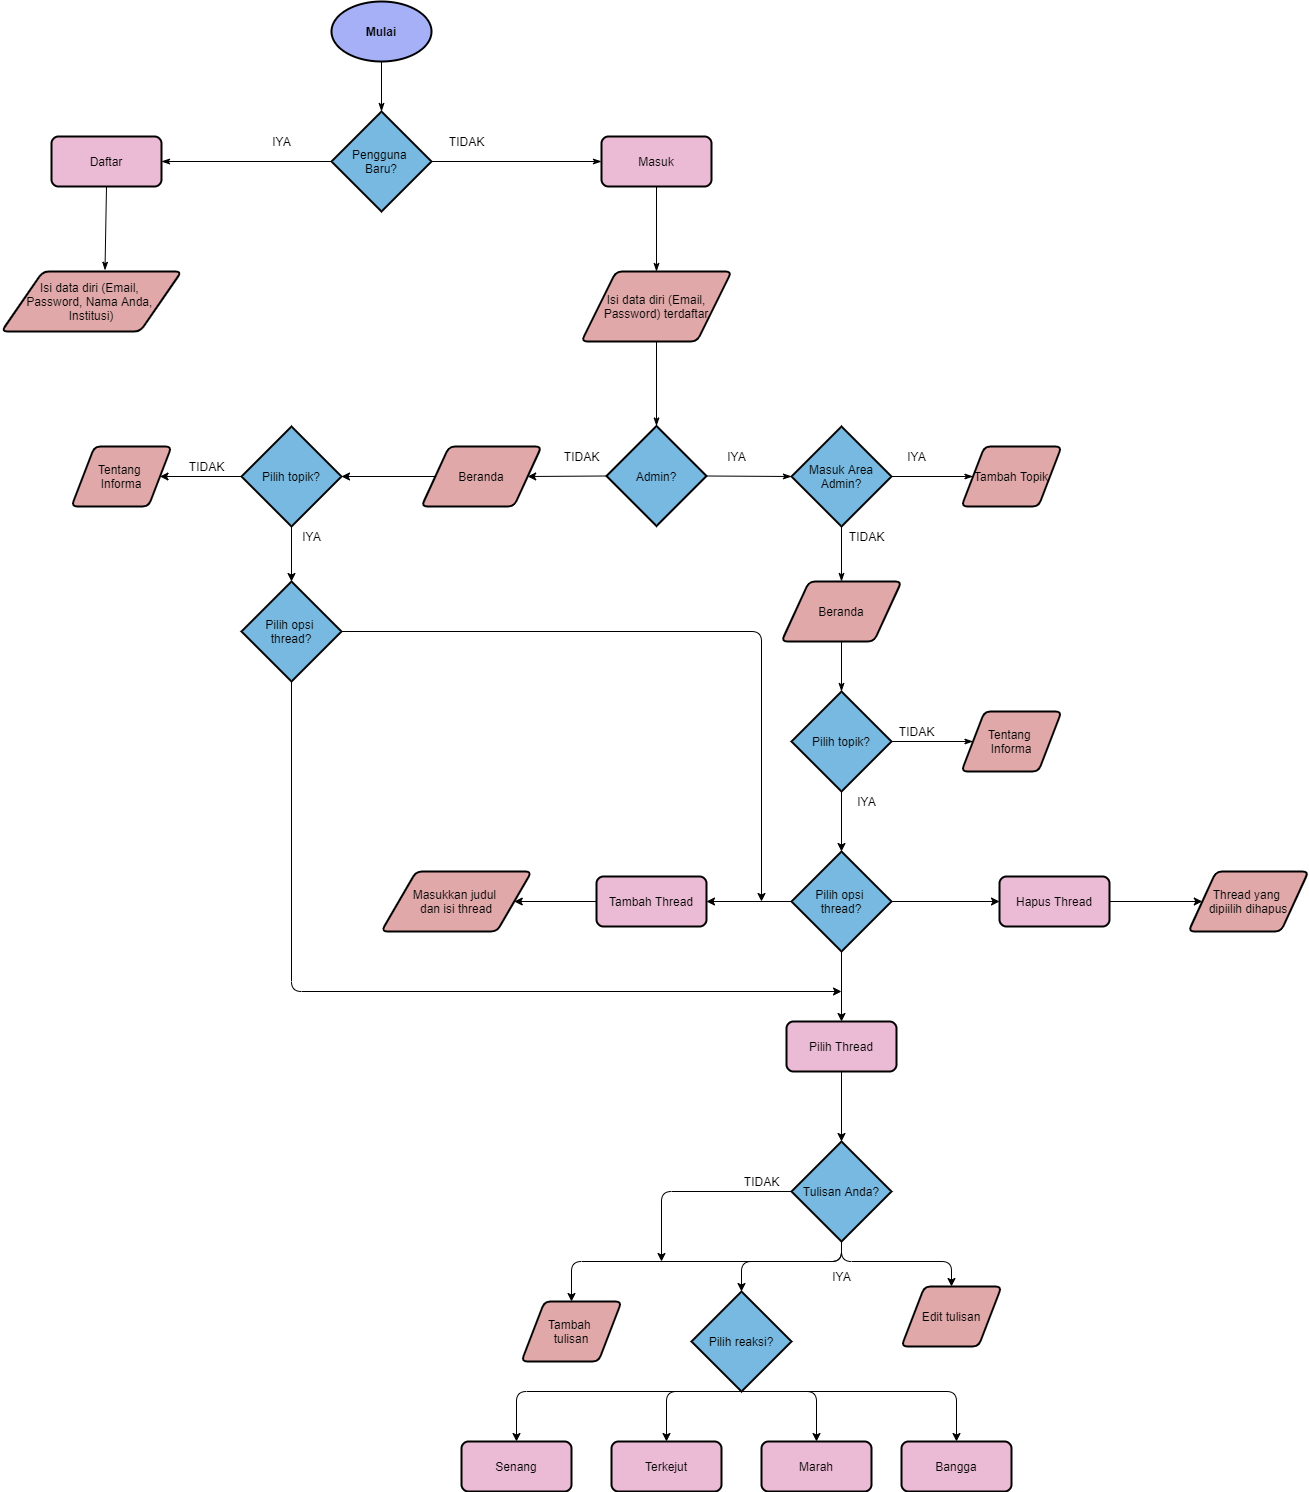 Mulai
IYA
TIDAK
Daftar
Pengguna
Baru?
Masuk
Isi data diri (Email,
Password, Nama Anda,
Institusi)
Isi data diri (Email,
Password) terdaftar
Tentang
Informa
TIDAK
Pilih topik?
Beranda
TIDAK
Admin?
IYA
Masuk Area
Admin?
IYA
Tambah Topik
IYA
TIDAK
Pilih opsi
thread?
Beranda
Pilih topik?
TIDAK
Tentang
Informa
IYA
Masukkan judul
dan isi thread
Tambah Thread
Pilih opsi
thread?
Hapus Thread
Thread yang
dipiilih dihapus
Pilih Thread
TIDAK
Tulisan Anda?
IYA
Tambah
tulisan
Pilih reaksi?
Edit tulisan
Senang
Terkejut
Marah
Bangga